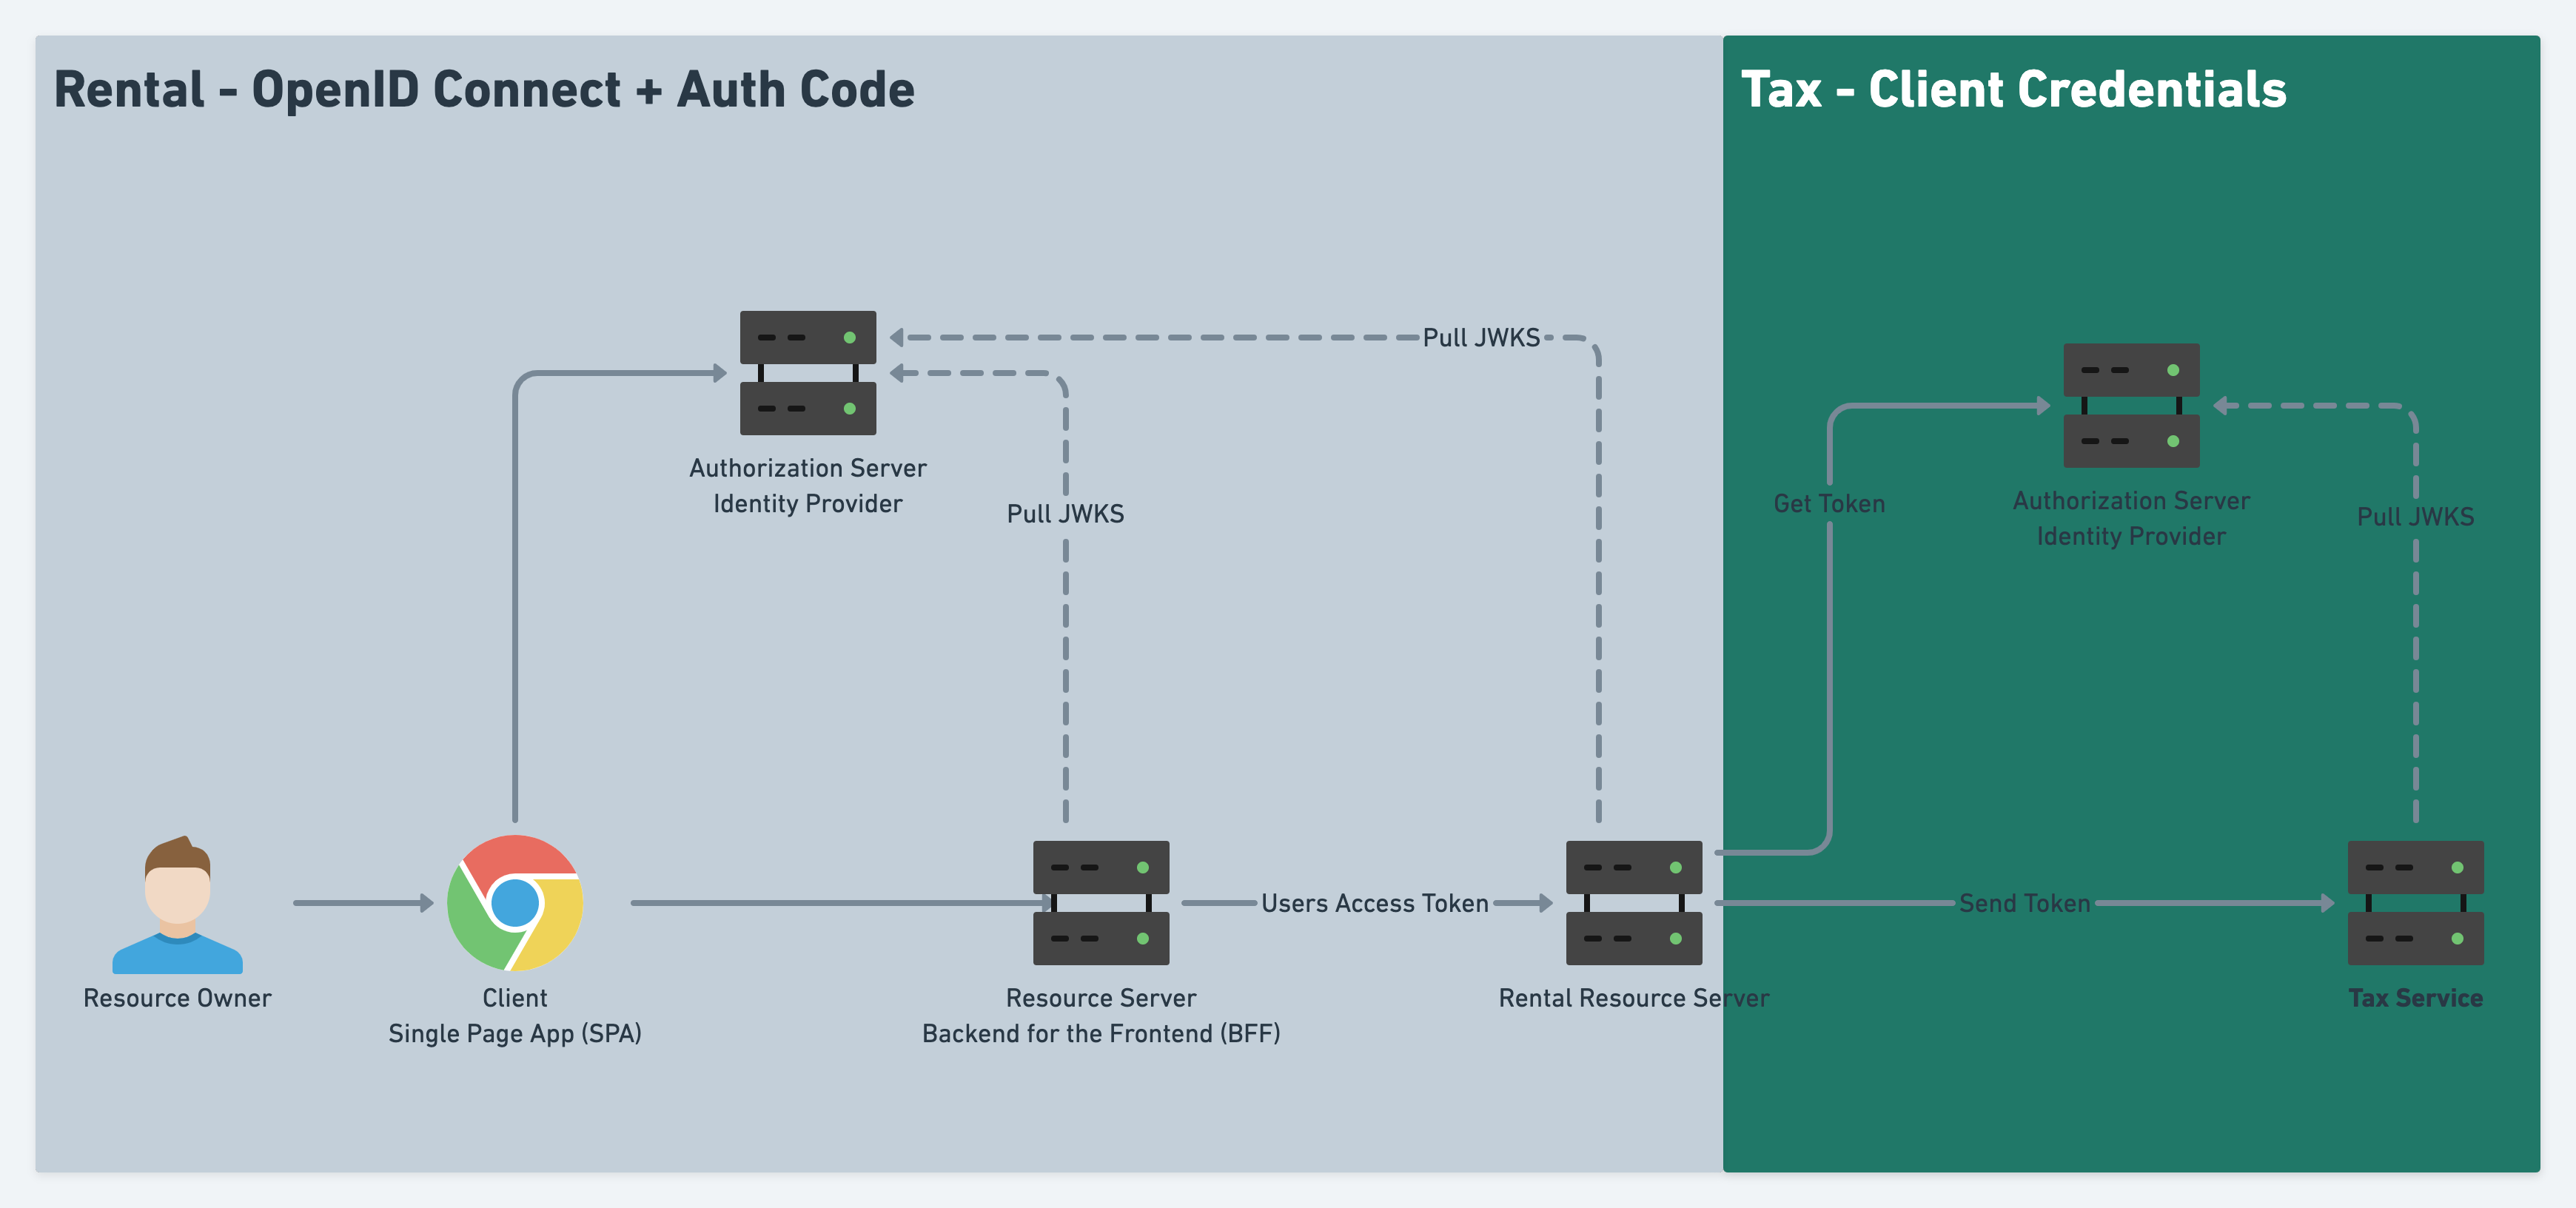 Rental - OpenID Connect + Auth Code
Tax - Client Credentials
Pull JWKS
Authorization Server
Identity Provider
Pull JWKS
Get Token
Authorization Server
Identity Provider
Pull JWKS
Users Access Token
Send Token
Resource Owner
Client
Single Page App (SPA)
Resource Server
Backend for the Frontend (BFF)
Rental Resource Server
Tax Service